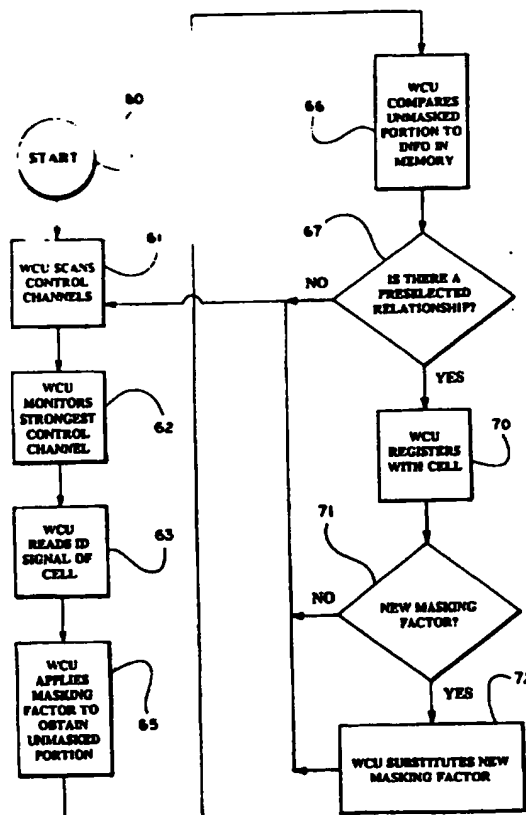 60
START
61
WCU SCANS
CONTROL
CHANNELS
WCU
MONITORS
STRONGEST
CONTROL
CHANNEL
62
WCU
READS ID
SIGNAL OF
CELL
63
WCU
APPLIES
MASKING
FACTOR TO
OBTAIN
UNMASKED
PORTION
65
66
WCU
COMPARES
UNMASKED
PORTION TO
INFO IN
MEMORY
67
IS THERE A
PRESELECTED
RELATIONSHIP?
NO
YES
WCU
REGISTERS
WITH CELL
70
71
NEW MASKING
FACTOR?
NO
YES
72
WCU SUBSTITUTES NEW
MASKING FACTOR